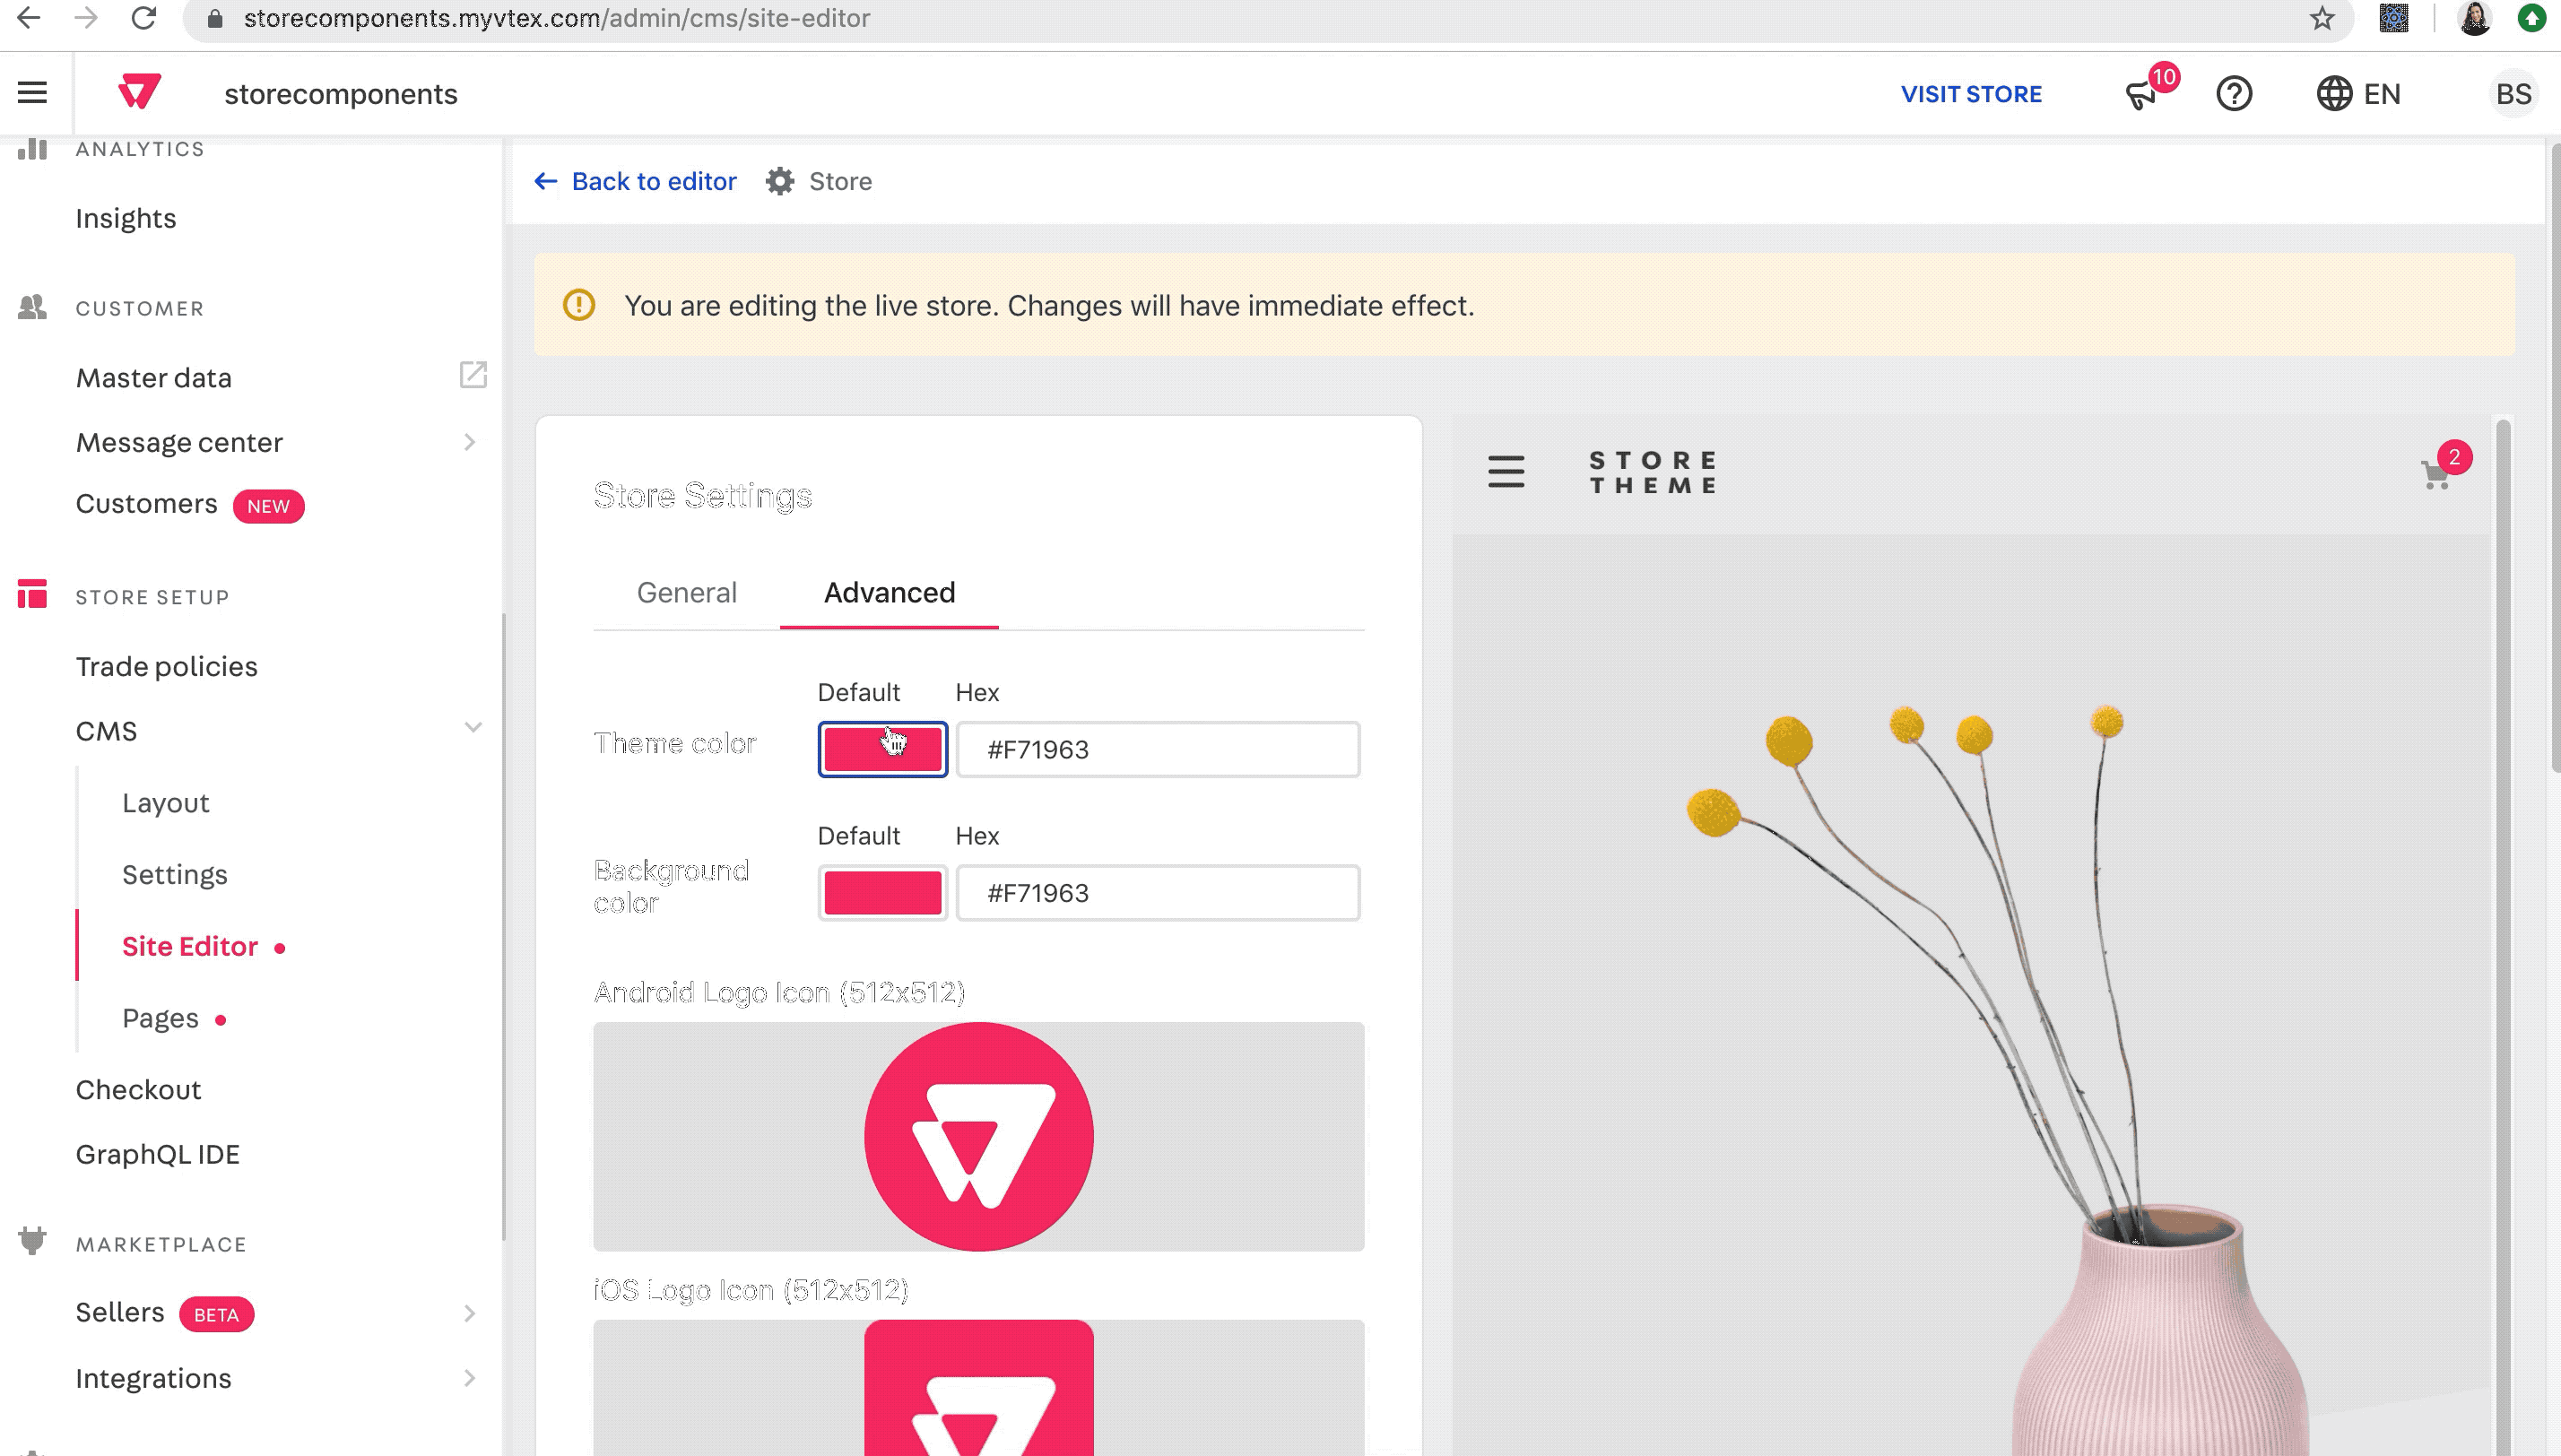 storecomponents.myvtex.com/admin/cms/site-editor
storecomponents
VISIT STORE
10
EN
BS
ANALYTICS
Insights
CUSTOMER
Master data
Message center
Customers NEW
STORE SETUP
Trade policies
CMS
Layout
Settings
Site Editor
Pages
Checkout
GraphQL IDE
MARKETPLACE
Sellers BETA
Integrations
Back to editor
Store
You are editing the live store. Changes will have immediate effect.
Store Settings
General Advanced
Default Hex
Theme color #F71963
Default Hex
Background
color
#F71963
Android Logo Icon (512x512)
iOS Logo Icon (512x512)
STORE
THEME
2